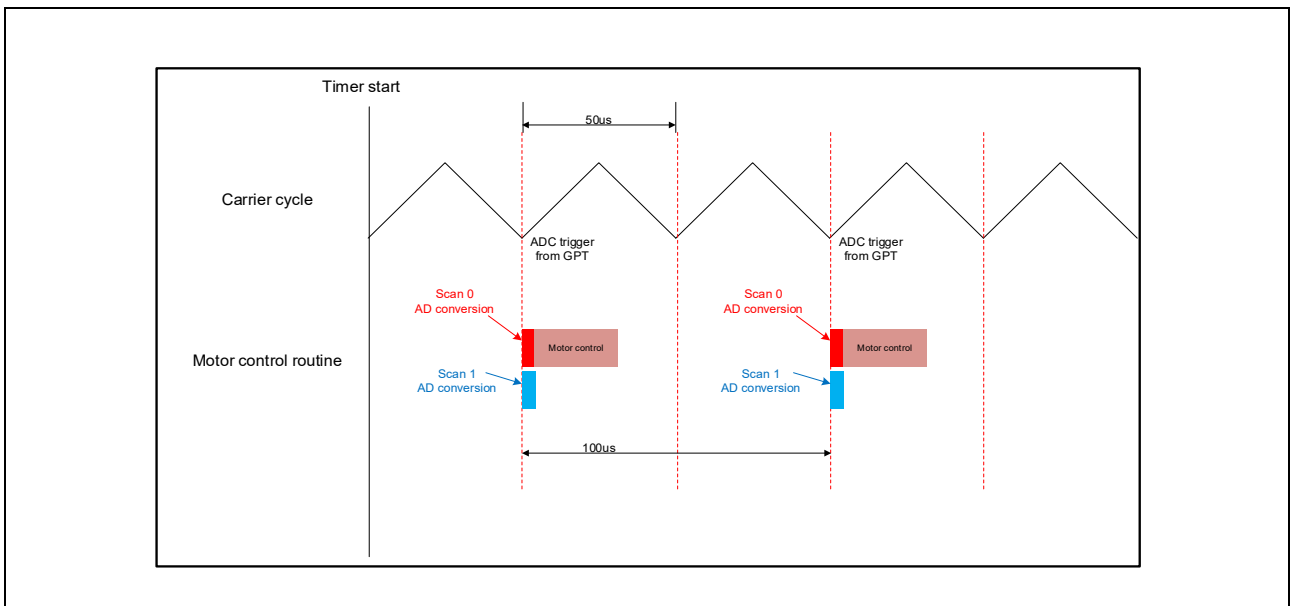 Timer start
50us
Carrier cycle
ADC trigger
from GPT
ADC trigger
from GPT
Scan 0
AD conversion
Scan 0
AD conversion
Motor control routine
Motor control
Motor control
Scan 1
AD conversion
Scan 1
AD conversion
100us